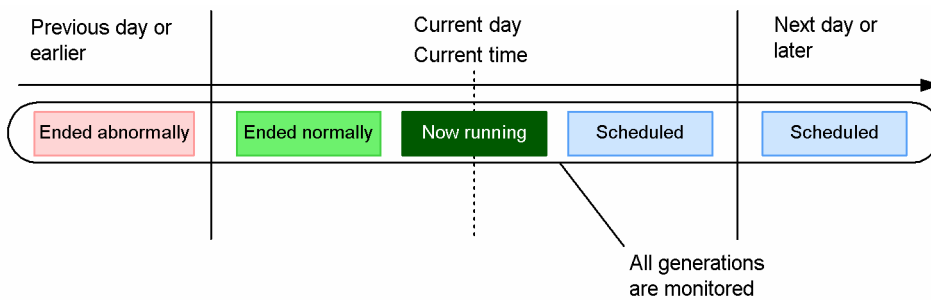 Previous day or
earlier
Current day
Current time
Next day or
later
Ended abnormally
Ended normally
Now running
Scheduled
Scheduled
All generations
are monitored